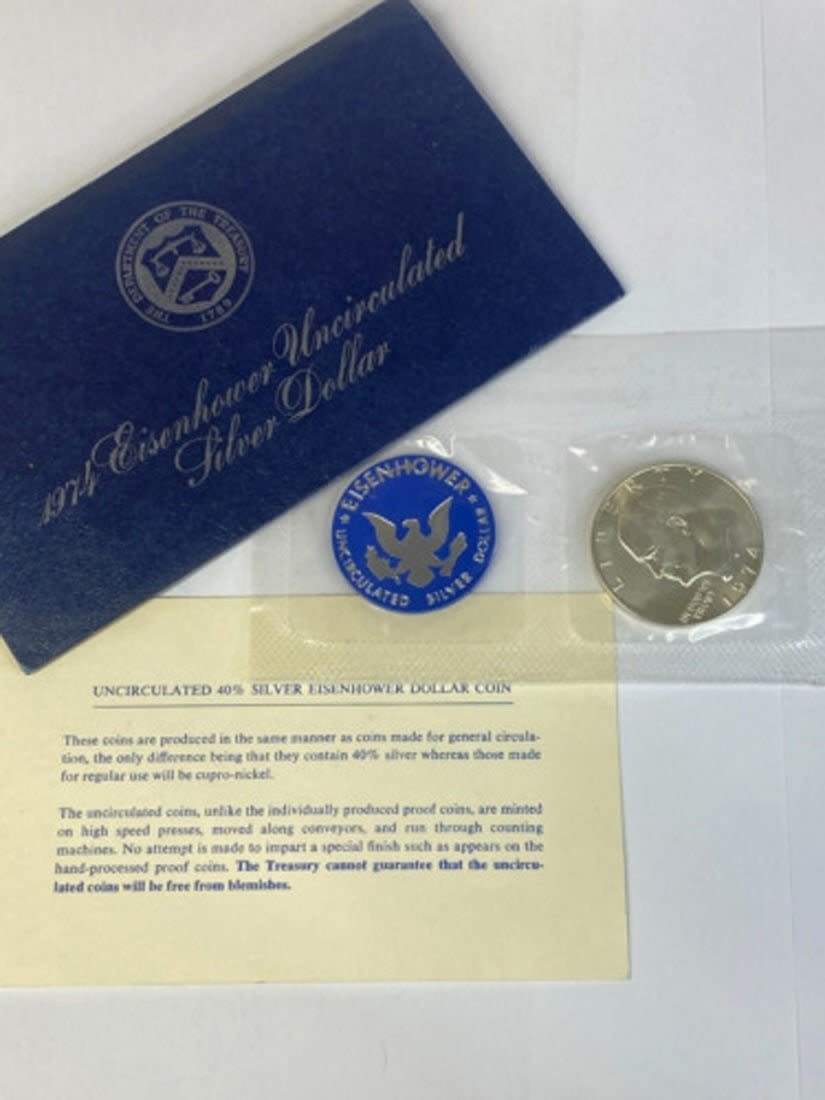 THE DEPARTMENT OF THE TREASURY
1789
1974 Eisenhower Uncirculated
Silver Dollar
EISENHOWER
UNCIRCULATED SILVER DOLLAR
LIBERTY
IN GOD WE TRUST
1974
UNCIRCULATED 40% SILVER EISENHOWER DOLLAR COIN
These coins are produced in the same manner as coins made for general circula-
tion, the only difference being that they contain 40% silver whereas those made
for regular use will be cupro-nickel.
The uncirculated coins, unlike the individually produced proof coins, are minted
on high speed presses, moved along conveyors, and run through counting
machines. No attempt is made to impart a special finish such as appears on the
hand-processed proof coins. The Treasury cannot guarantee that the uncircu-
lated coins will be free from blemishes.